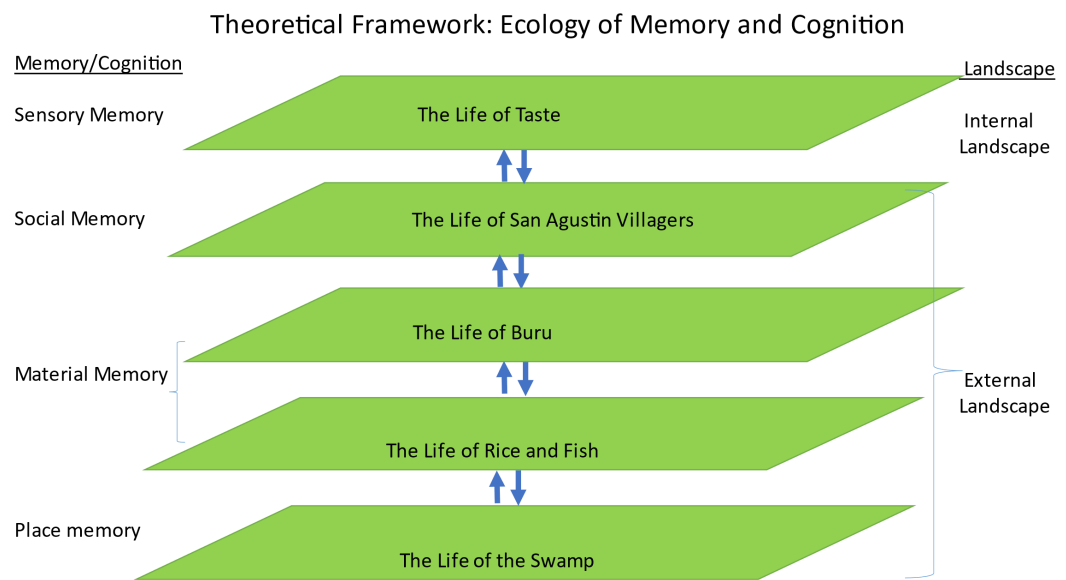 Theoretical Framework: Ecology of Memory and Cognition
Memory/Cognition
Landscape
Sensory Memory
The Life of Taste
Internal
Landscape
Social Memory
The Life of San Agustin Villagers
The Life of Buru
Material Memory
External
Landscape
The Life of Rice and Fish
Place memory
The Life of the Swamp